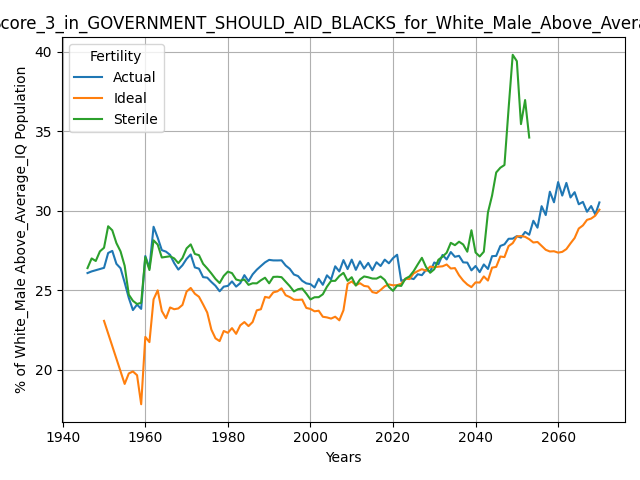 core_3_in_GOVERNMENT_SHOULD_AID_BLACKS_for_White_Male_Above_Avera
Fertility
Actual
Ideal
Sterile
% of White_Male Above_Average_IQ Population
40
35
30
25
20
1940
1960
1980
2000
2020
2040
2060
Years